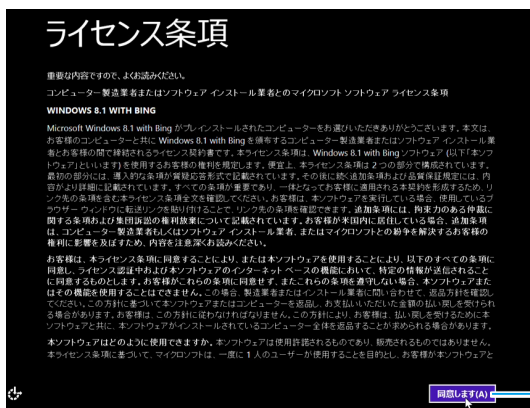 ライセンス条項
重要な内容ですので、よくお読みください。
コンピューター製造業者またはソフトウェア インストール業者とのマイクロソフト ソフトウェア ライセンス条項
WINDOWS 8.1 WITH BING
Microsoft Windows 8.1 with Bing がプレインストールされたコンピューターをお選びいただきありがとうございます。本文は、
お客様のコンピューターと共に Windows 8.1 with Bing を頒布するコンピューター製造業者またはソフトウェア インストール業
者とお客様の間で締結されるライセンス契約書です。本ライセンス条項は、Windows 8.1 with Bing ソフトウェア (以下「本ソフ
トウェア」といいます) を使用するお客様の権利を規定します。便宜上、本ライセンス条項は 2 つの部分で構成されています。
最初の部分には、導入的な条項が質疑応答形式で記載されています。その後に続く追加条項および品質保証規定には、内
容がより詳細に記載されています。すべての条項が重要であり、一体となってお客様に適用される本契約を形成するため、リ
ンク先の条項を含む本ライセンス条項全文を確認してください。お客様は、本ソフトウェアを実行している場合、使用しているブ
ラウザー ウィンドウに転送リンクを貼り付けることで、リンク先の条項を確認できます。追加条項には、拘束力のある仲裁に
関する条項および集団訴訟の権利放棄について記載されています。お客様が米国内に居住している場合、追加条項
は、コンピューター製造業者もしくはソフトウェア インストール業者、またはマイクロソフトとの紛争を解決するお客様の
権利に影響を及ぼすため、内容を注意深くお読みください。
お客様は、本ライセンス条項に同意することにより、または本ソフトウェアを使用することにより、以下のすべての条項に
同意し、ライセンス認証中および本ソフトウェアのインターネット ベースの機能において、特定の情報が送信されること
に同意するものとします。お客様がこれらの条項に同意せず、またこれらの条項を遵守しない場合、本ソフトウェアまた
はその機能を使用することはできません。この場合、製造業者またはインストール業者に問い合わせて、返品方針を確認し
てください。この方針に基づいて本ソフトウェアまたはコンピューターを返品し、お支払いいただいた金額の払い戻しを受けられ
る場合があります。お客様は、この方針に従わなければなりません。この方針により、お客様は、払い戻しを受けるために本ソ
フトウェアと共に、本ソフトウェアがインストールされているコンピューター全体を返品することが求められる場合があります。
本ソフトウェアはどのように使用できますか。本ソフトウェアは使用許諾されるものであり、販売されるものではありません。
本ライセンス条項に基づいて、マイクロソフトは、一度に 1 人のユーザーが使用することを目的とし、お客様が本ソフトウェアと
同意します(A)